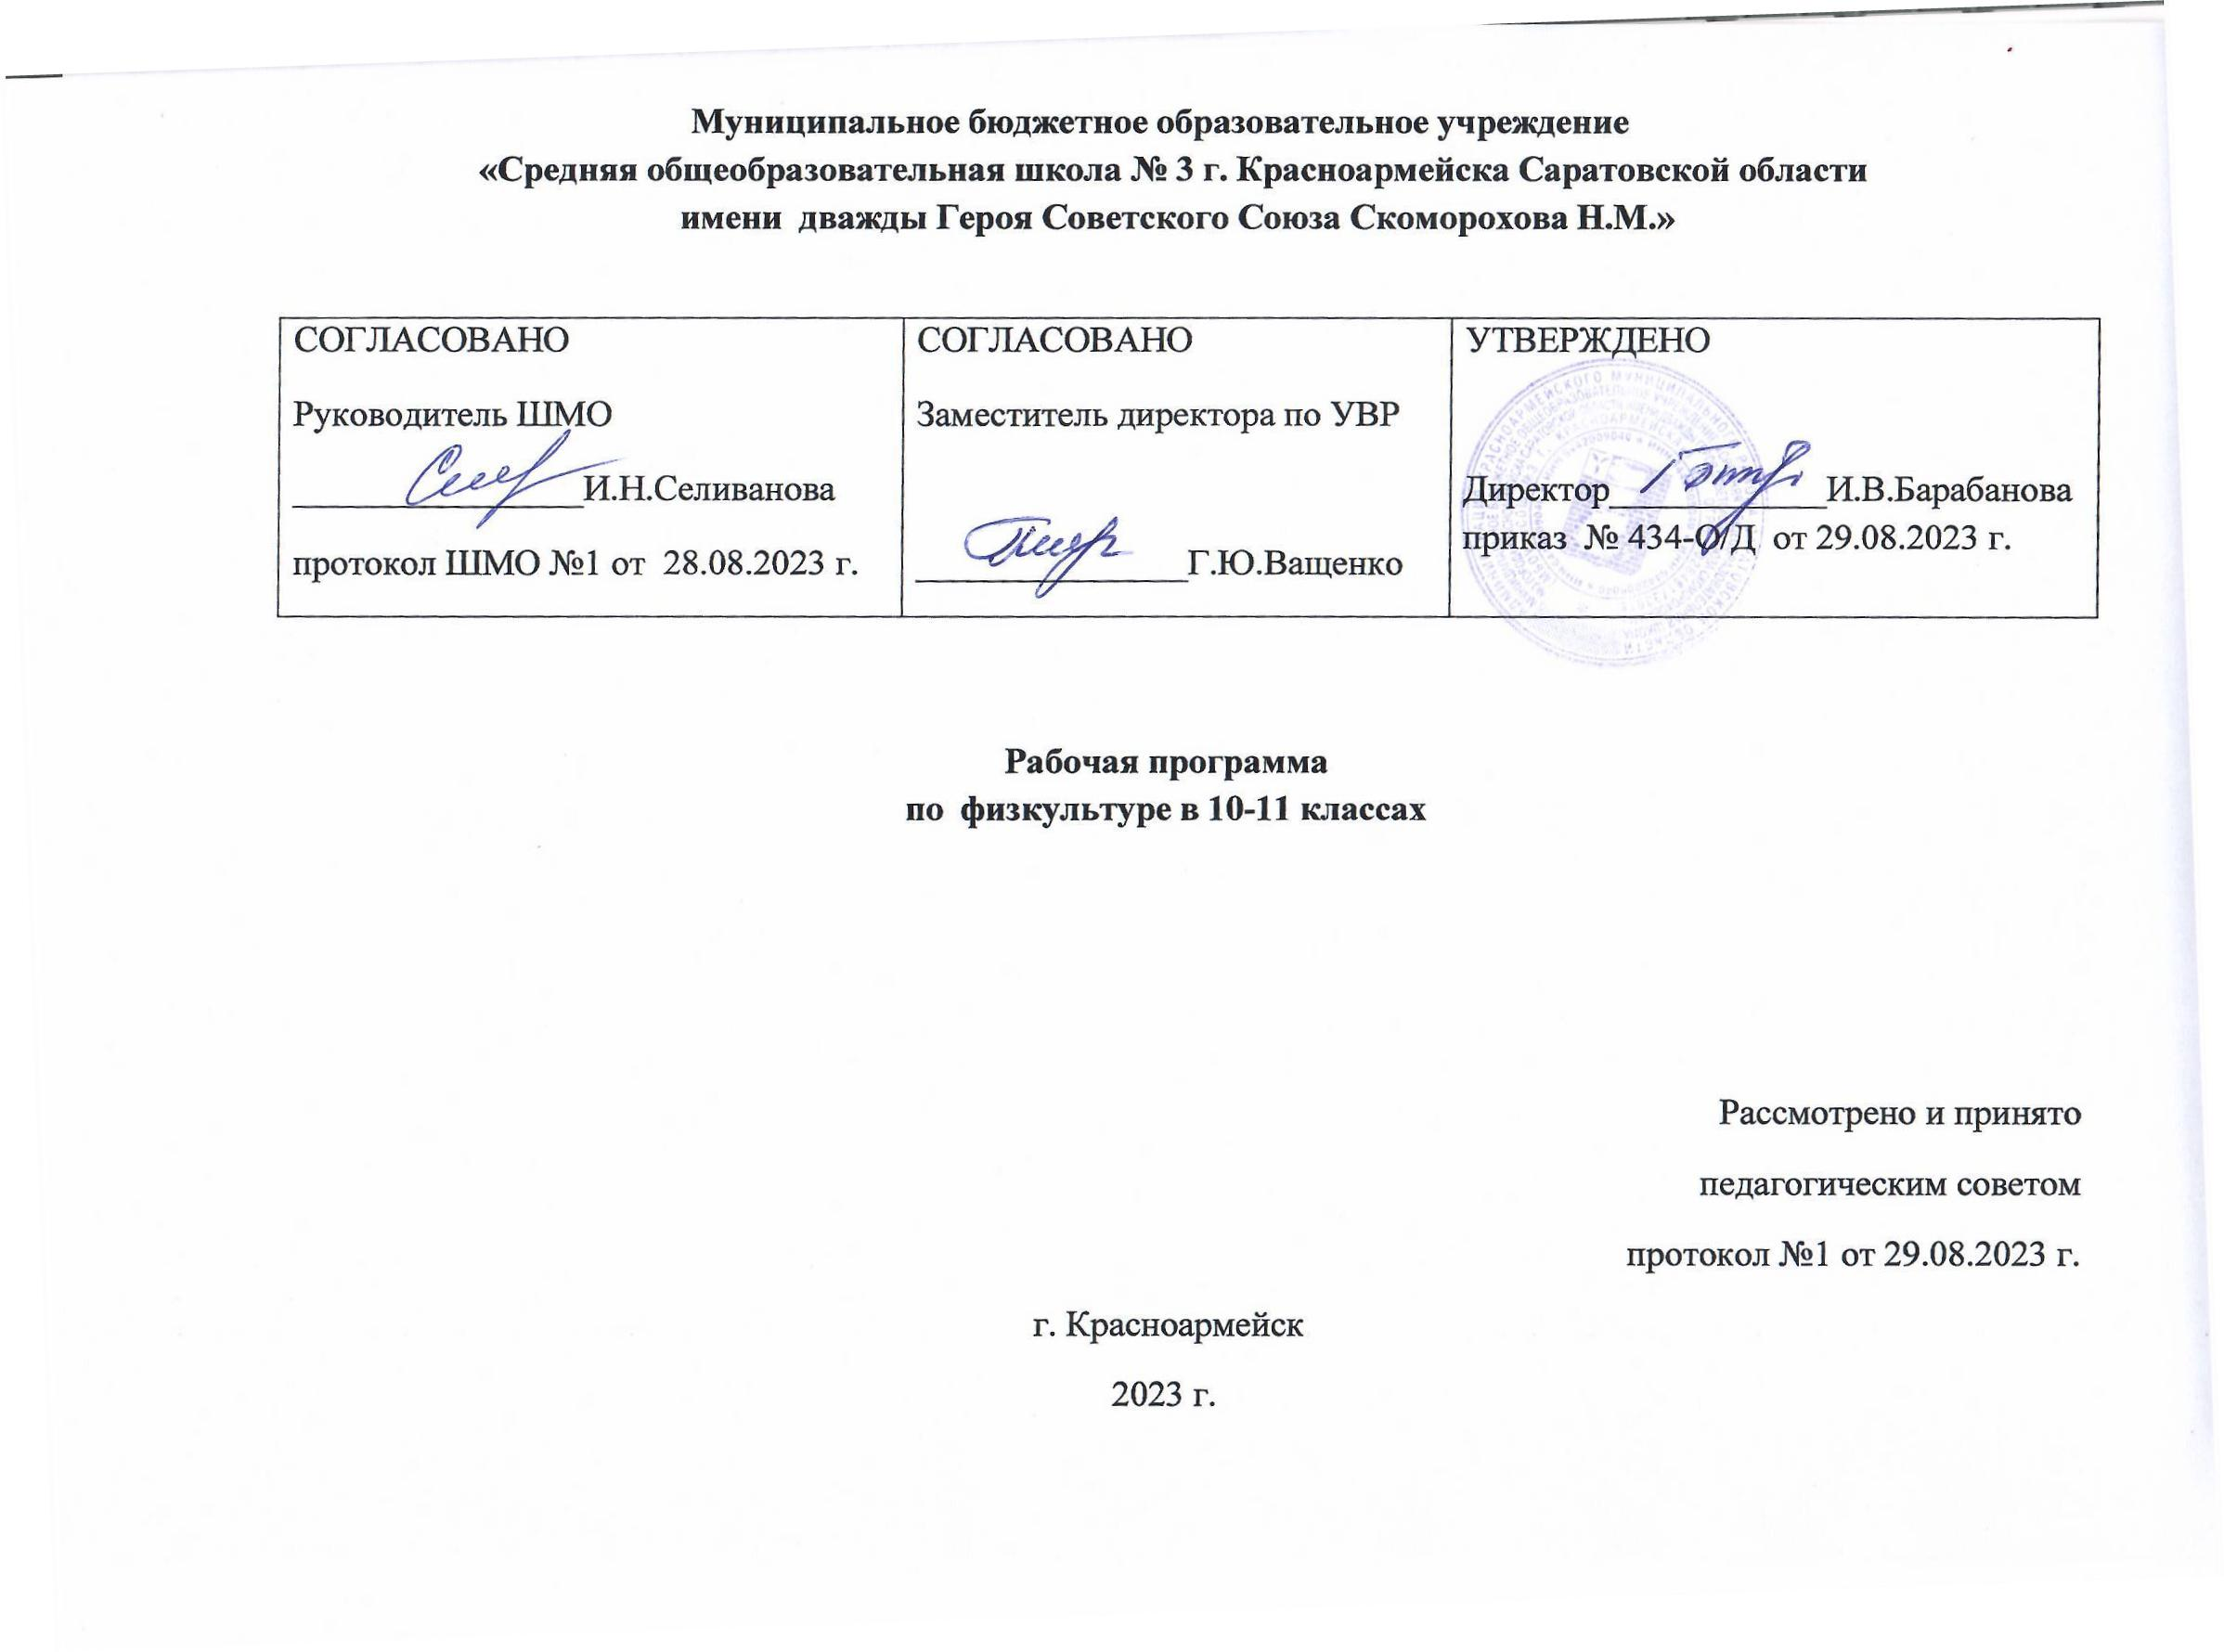 Муниципальное бюджетное образовательное учреждение
«Средняя общеобразовательная школа № 3 г. Красноармейска Саратовской области
имени дважды Героя Советского Союза Скоморохова Н.М.»
СОГЛАСОВАНО
Руководитель ШМО
________________И.Н.Селиванова
протокол ШМО №1 от 28.08.2023 г.
СОГЛАСОВАНО
Заместитель директора по УВР
_______________Г.Ю.Ващенко
УТВЕРЖДЕНО
Директор____________И.В.Барабанова
приказ № 434-О/Д от 29.08.2023 г.
Рабочая программа
по физкультуре в 10-11 классах
Рассмотрено и принято
педагогическим советом
протокол №1 от 29.08.2023 г.
г. Красноармейск
2023 г.